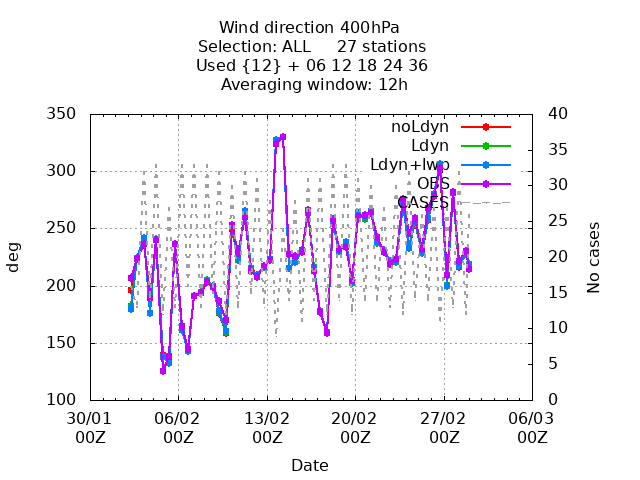 Wind direction 400hPa
Selection: ALL 27 stations
Used {12} + 06 12 18 24 36
Averaging window: 12h
350
300
250
200
150
100
deg
40
35
30
25
20
15
10
5
0
No cases
noLdyn
Ldyn
Ldyn+lwp
OBS
CASES
30/01 06/02 13/02 20/02 27/02 06/03
00Z 00Z 00Z 00Z 00Z 00Z
Date